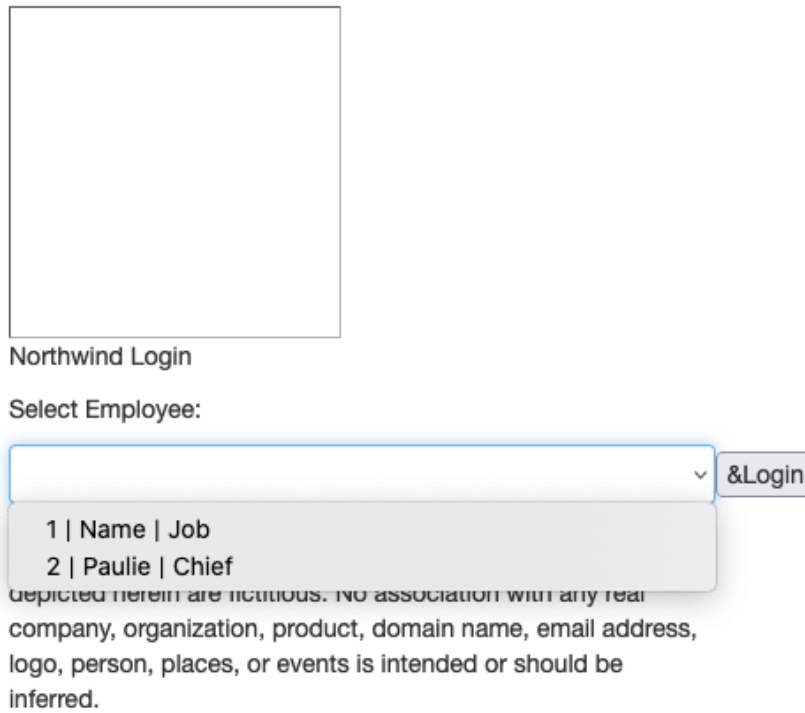 Northwind Login
Select Employee:
&Login
1 | Name | Job
2 | Paulie | Chief
depicted herein are fictitious. No association with any real
company, organization, product, domain name, email address,
logo, person, places, or events is intended or should be
inferred.